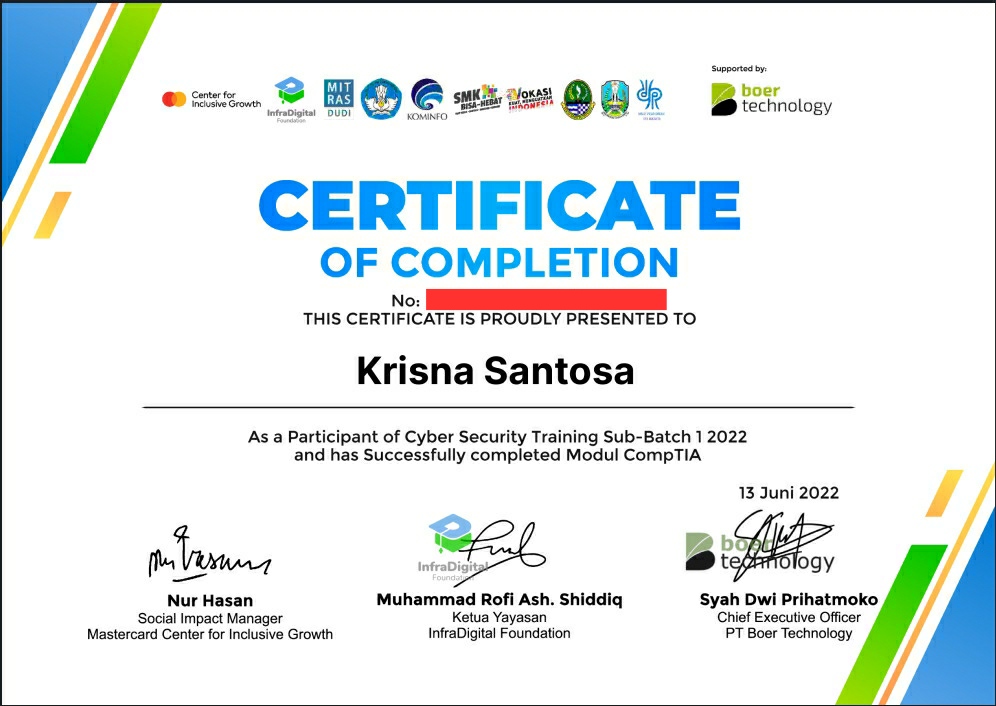 Center for
Inclusive Growth
InfraDigital
Foundation
MIT
RAS
DUDI
KOMINFO
SMK
BISA-HEBAT
VOKASI
KUAT, MENGUATKAN
INDONESIA
Supported by:
boer
technology
CERTIFICATE
OF COMPLETION
No:
THIS CERTIFICATE IS PROUDLY PRESENTED TO
Krisna Santosa
As a Participant of Cyber Security Training Sub-Batch 1 2022
and has Successfully completed Modul CompTIA
13 Juni 2022
InfraDigital
Foundation
boer
technology
Nur Hasan
Social Impact Manager
Mastercard Center for Inclusive Growth
Muhammad Rofi Ash. Shiddiq
Ketua Yayasan
InfraDigital Foundation
Syah Dwi Prihatmoko
Chief Executive Officer
PT Boer Technology